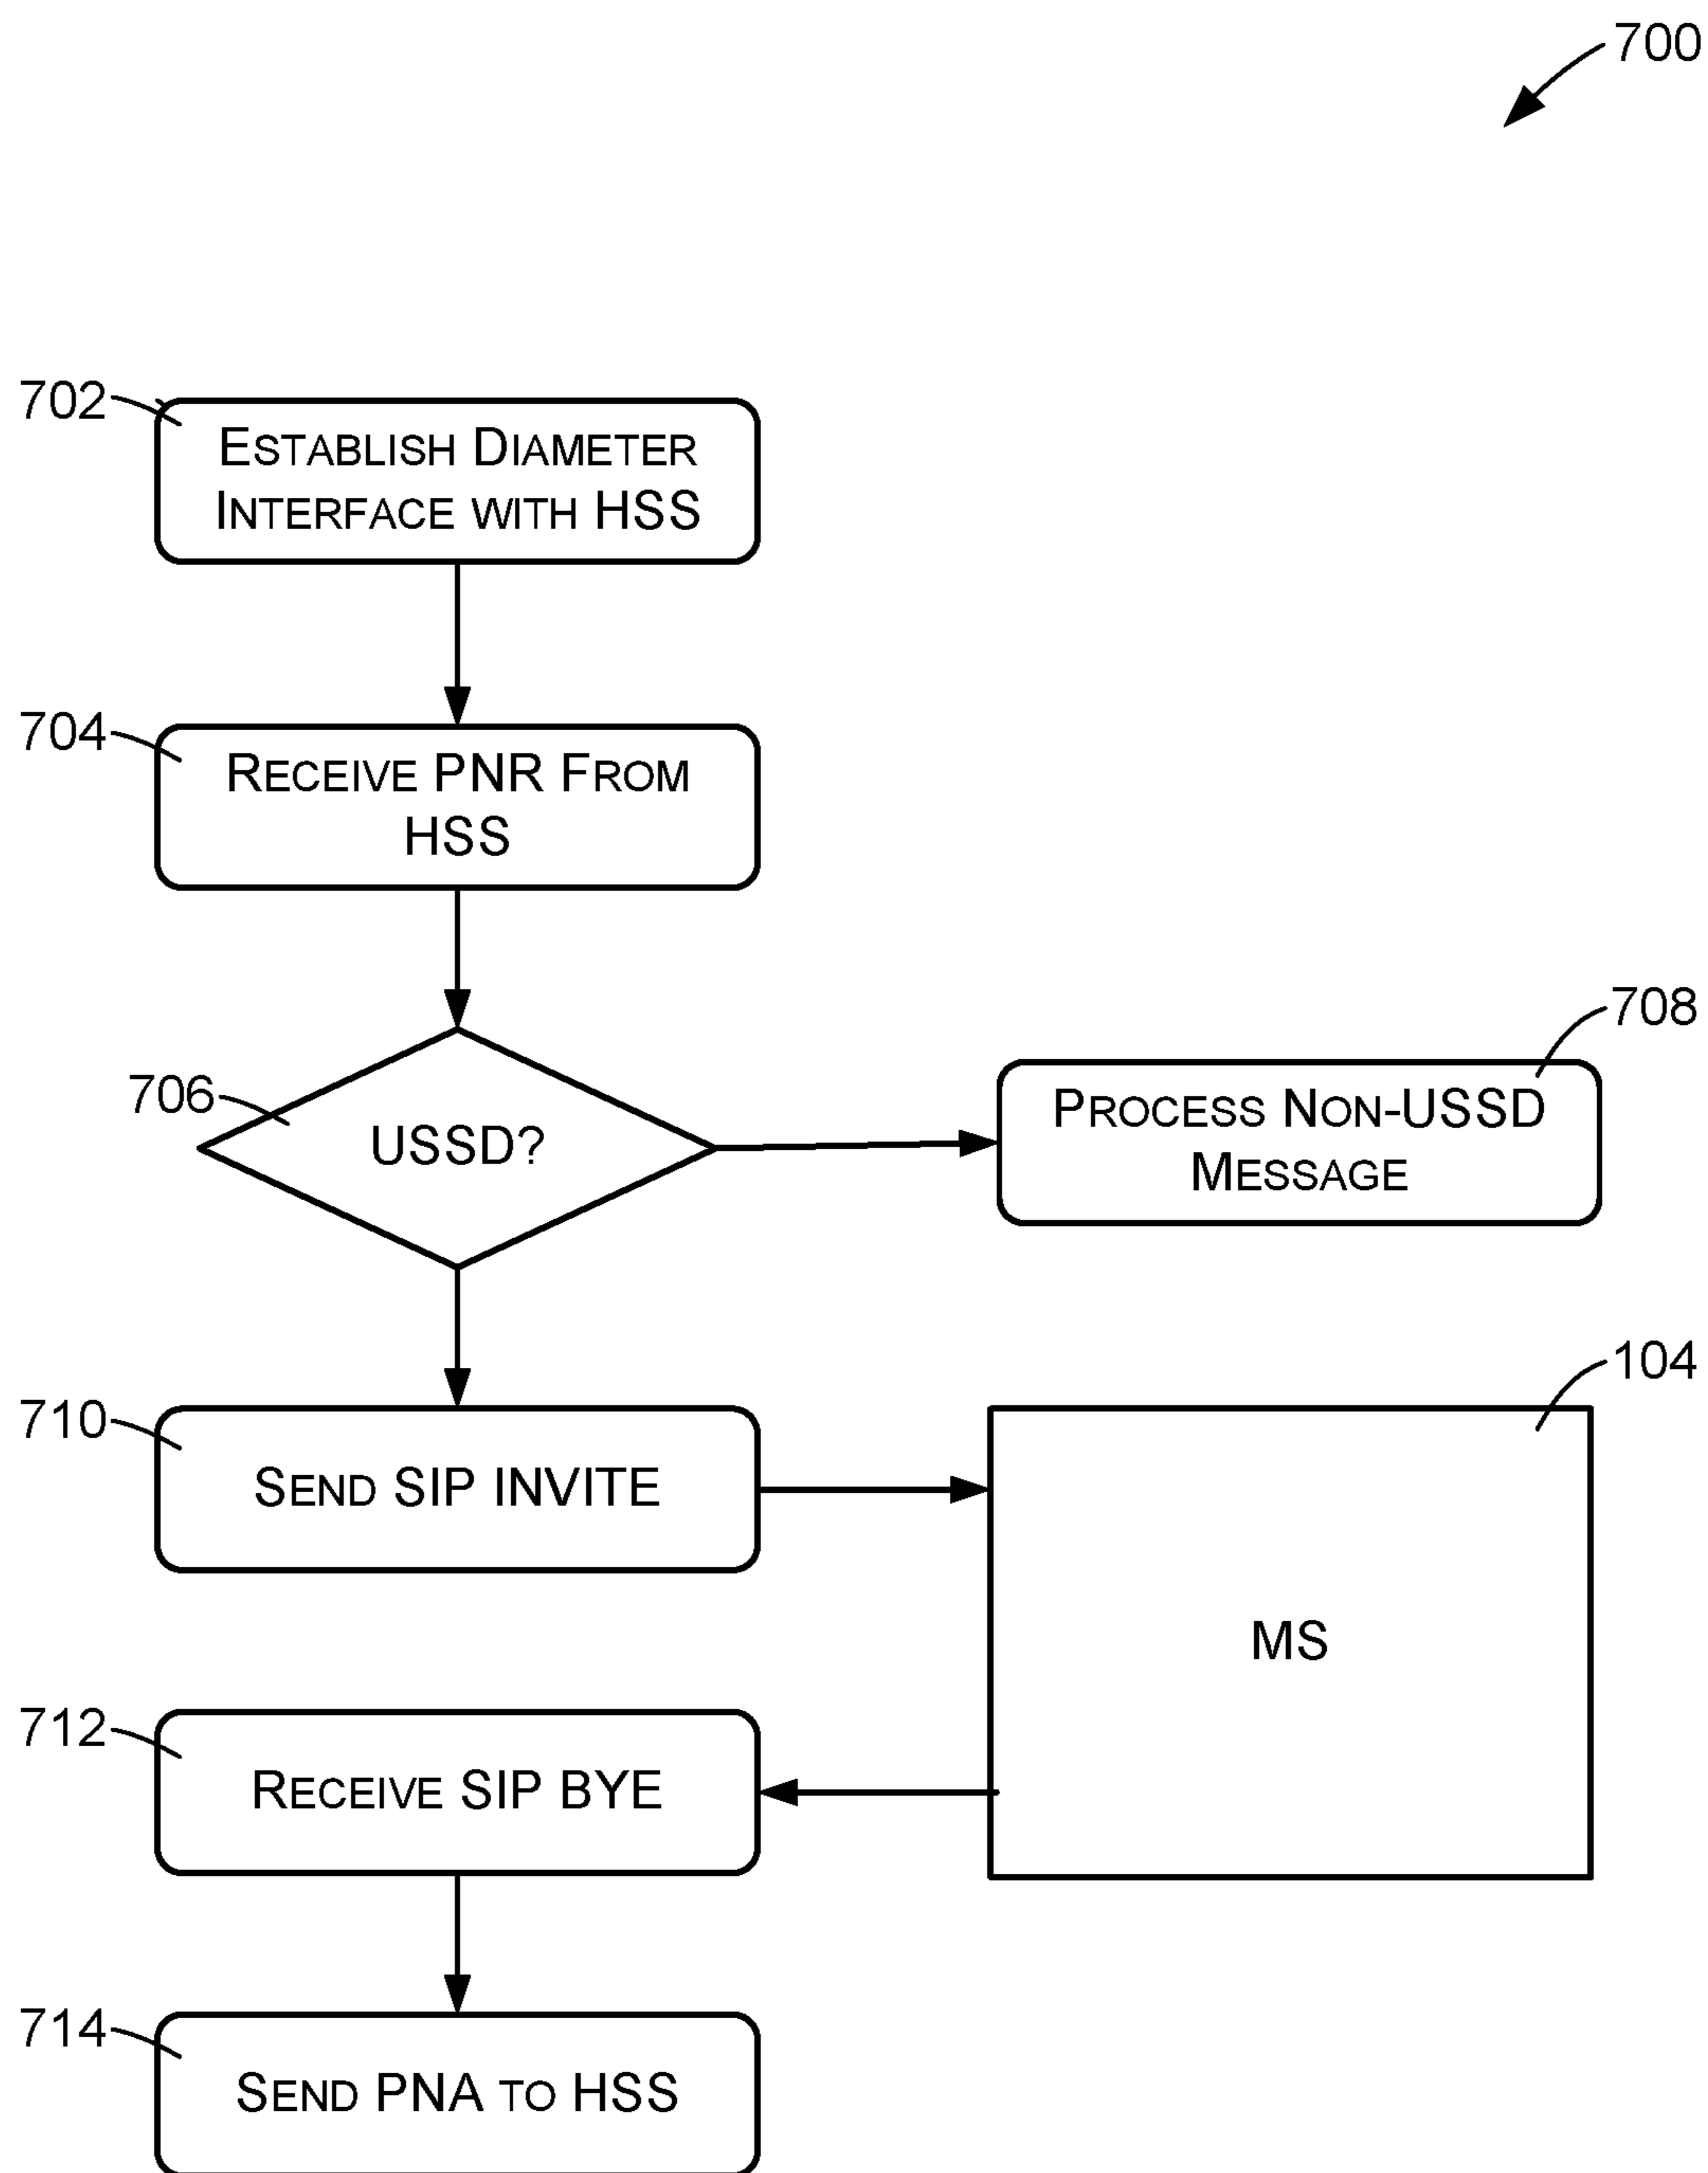 700
702
ESTABLISH DIAMETER
INTERFACE WITH HSS
704
RECEIVE PNR FROM
HSS
706
USSD?
708
PROCESS NON-USSD
MESSAGE
710
SEND SIP INVITE
104
MS
712
RECEIVE SIP BYE
714
SEND PNA TO HSS